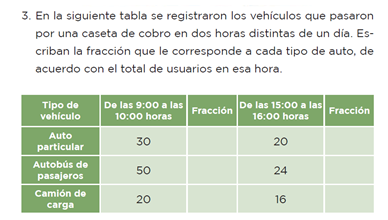 3. En la siguiente tabla se registraron los vehículos que pasaron
por una caseta de cobro en dos horas distintas de un día. Es-
criban la fracción que le corresponde a cada tipo de auto, de
acuerdo con el total de usuarios en esa hora.
Tipo de vehículo | De las 9:00 a las 10:00 horas | Fracción | De las 15:00 a las 16:00 horas | Fracción
Auto particular | 30 | | 20 |
Autobús de pasajeros | 50 | | 24 |
Camión de carga | 20 | | 16 |